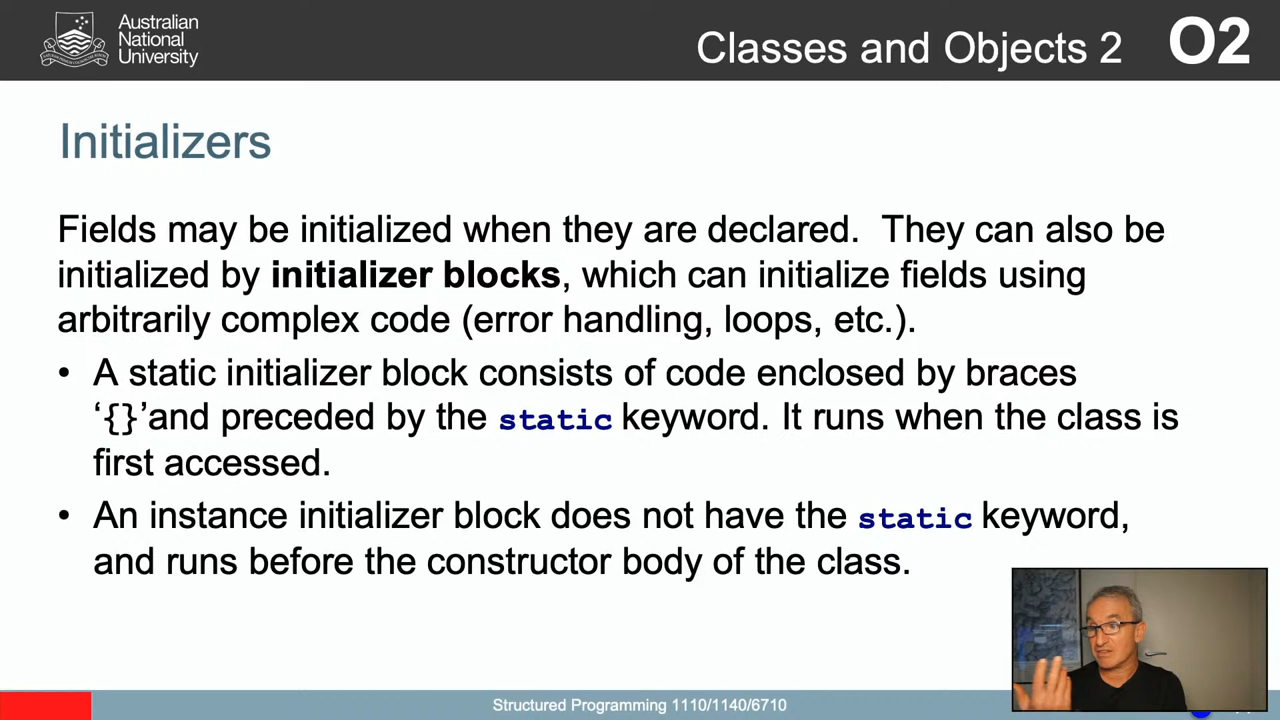 Australian
National
University
Classes and Objects 2 O2
Initializers
Fields may be initialized when they are declared.  They can also be
initialized by initializer blocks, which can initialize fields using
arbitrarily complex code (error handling, loops, etc.).
• A static initializer block consists of code enclosed by braces
‘{}’and preceded by the static keyword. It runs when the class is
first accessed.
• An instance initializer block does not have the static keyword,
and runs before the constructor body of the class.
Structured Programming 1110/1140/6710